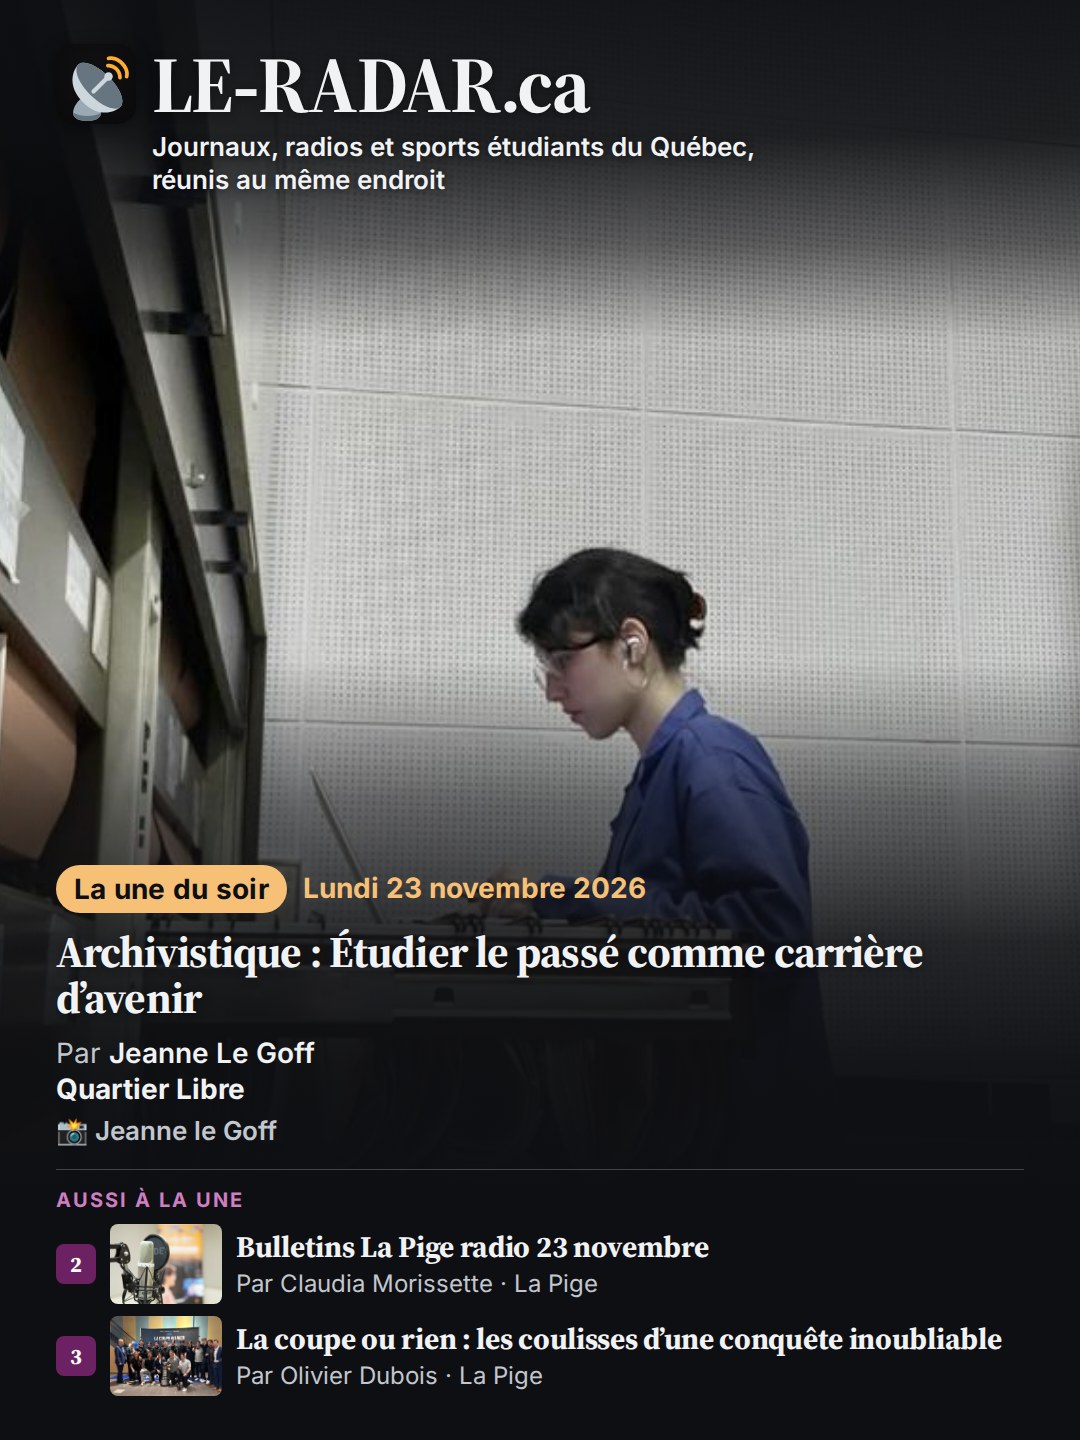 LE-RADAR.ca
Journaux, radios et sports étudiants du Québec,
réunis au même endroit
La une du soir
Lundi 23 novembre 2026
Archivistique : Étudier le passé comme carrière
d’avenir
Par Jeanne Le Goff
Quartier Libre
Jeanne le Goff
AUSSI À LA UNE
2
Bulletins La Pige radio 23 novembre
Par Claudia Morissette · La Pige
3
La coupe ou rien : les coulisses d’une conquête inoubliable
Par Olivier Dubois · La Pige